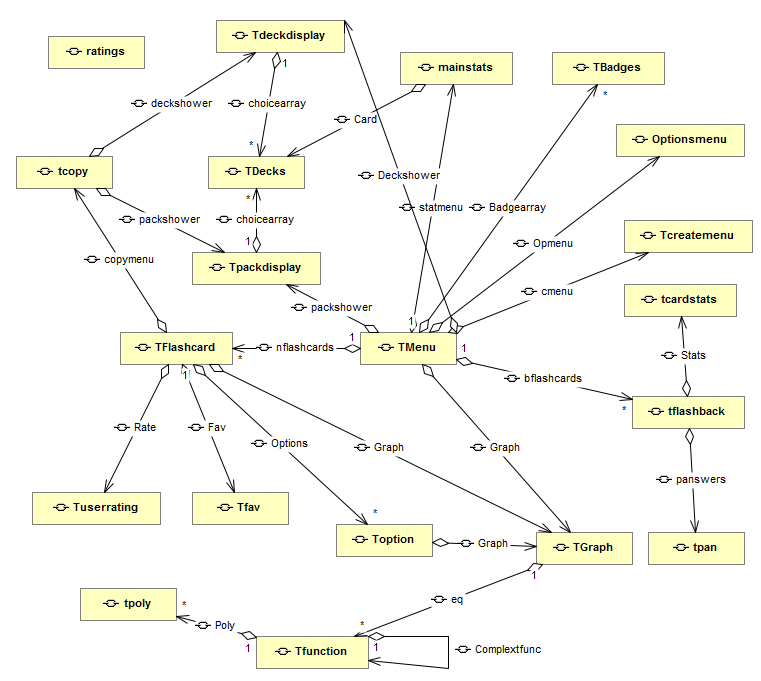 Tdeckdisplay
ratings
1
mainstats
TBadges
*
deckshower
choicearray
Card
*
Optionsmenu
tcopy
TDecks
Deckshower
*
packshower
choicearray
statmenu
Badgearray
Tcreatemenu
1
Opmenu
copymenu
Tpackdisplay
cmenu
tcardstats
packshower
1
1
TFlashcard
nflashcards
TMenu
1
*
Stats
1
bflashcards
*
tflashback
Rate
Fav
Options
Graph
Graph
panswers
Tuserrating
Tfav
*
Toption
Graph
TGraph
tpan
1
tpoly
*
eq
*
Poly
1
Tfunction
1
Complextfunc